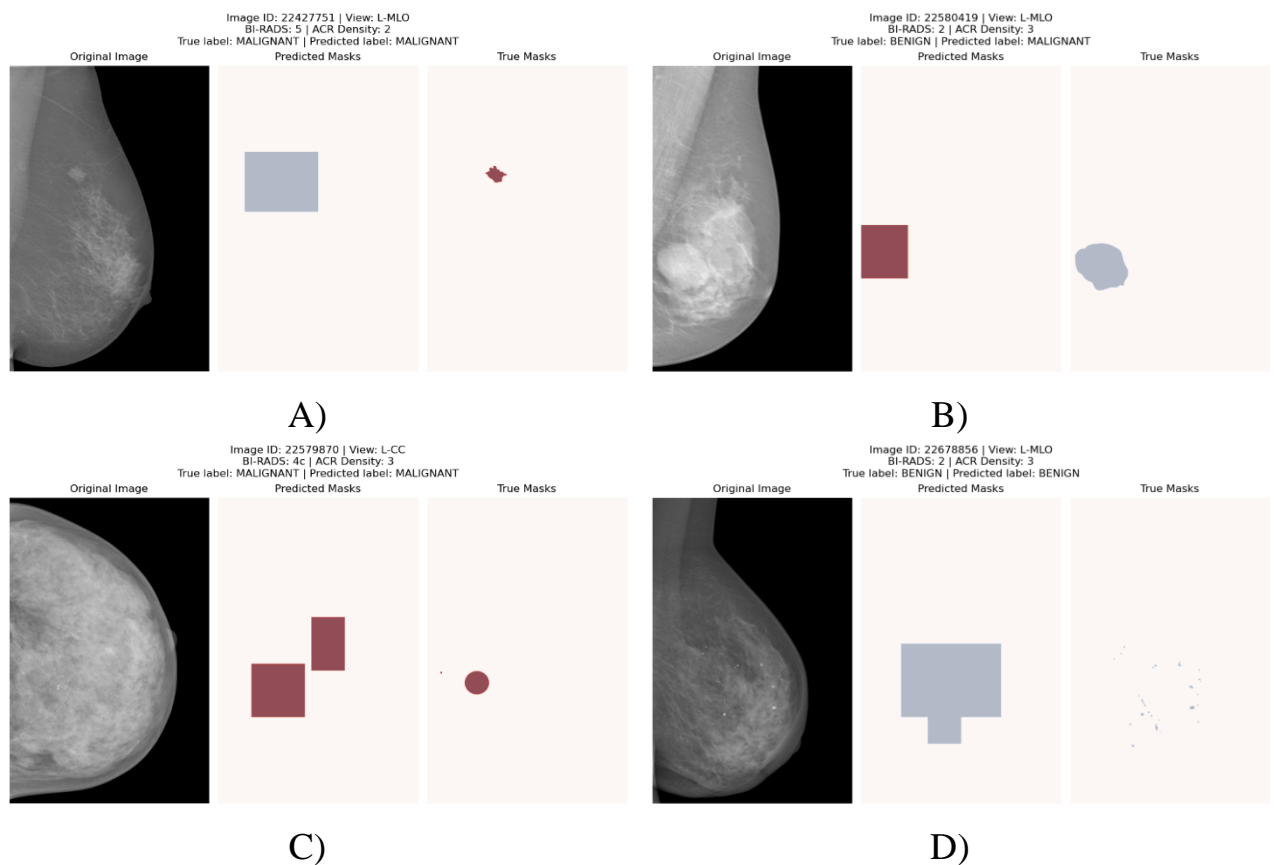 Image ID: 22427751 | View: L-MLO
BI-RADS: 5 | ACR Density: 2
True label: MALIGNANT | Predicted label: MALIGNANT
Original Image
Predicted Masks
True Masks
A)
Image ID: 22580419 | View: L-MLO
BI-RADS: 2 | ACR Density: 3
True label: BENIGN | Predicted label: MALIGNANT
Original Image
Predicted Masks
True Masks
B)
Image ID: 22579870 | View: L-CC
BI-RADS: 4c | ACR Density: 3
True label: MALIGNANT | Predicted label: MALIGNANT
Original Image
Predicted Masks
True Masks
C)
Image ID: 22678856 | View: L-MLO
BI-RADS: 2 | ACR Density: 3
True label: BENIGN | Predicted label: BENIGN
Original Image
Predicted Masks
True Masks
D)